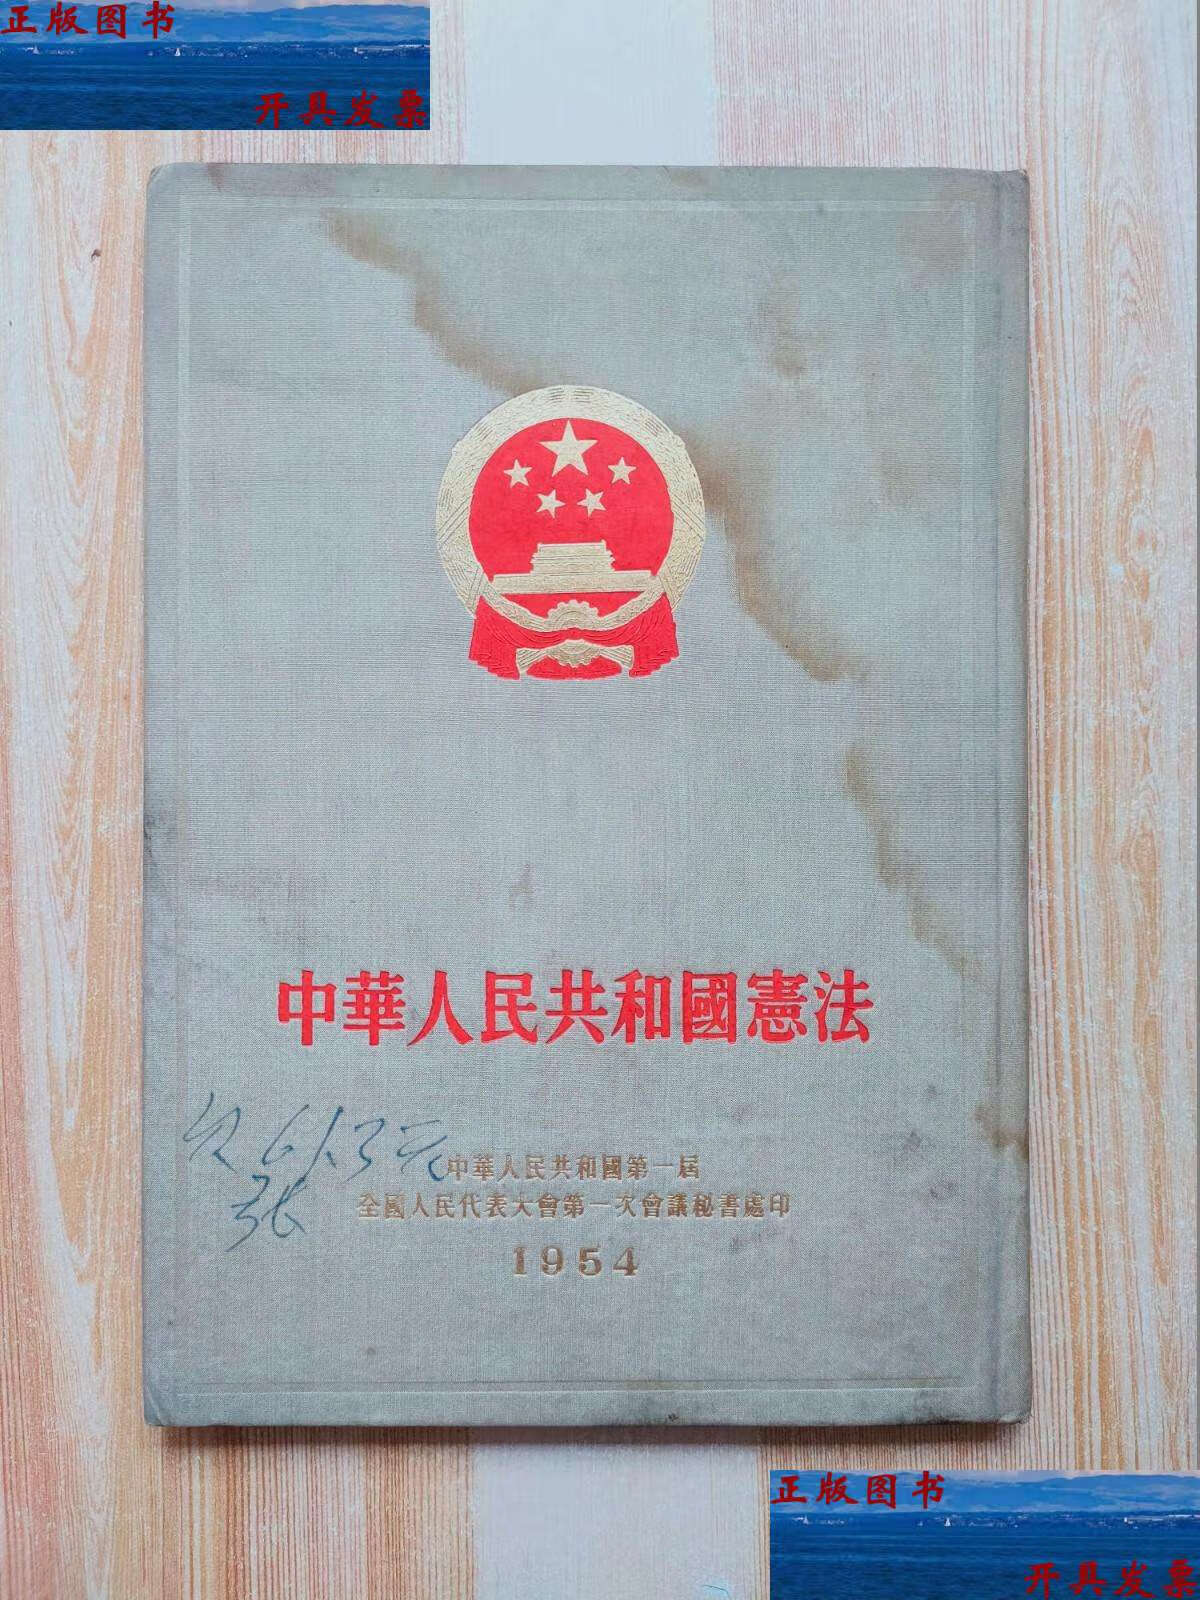 正版图书
开具发票
中華人民共和國憲法
中華人民共和國第一屆
全國人民代表大會第一次會議秘書處印
1954
正版图书
开具发票